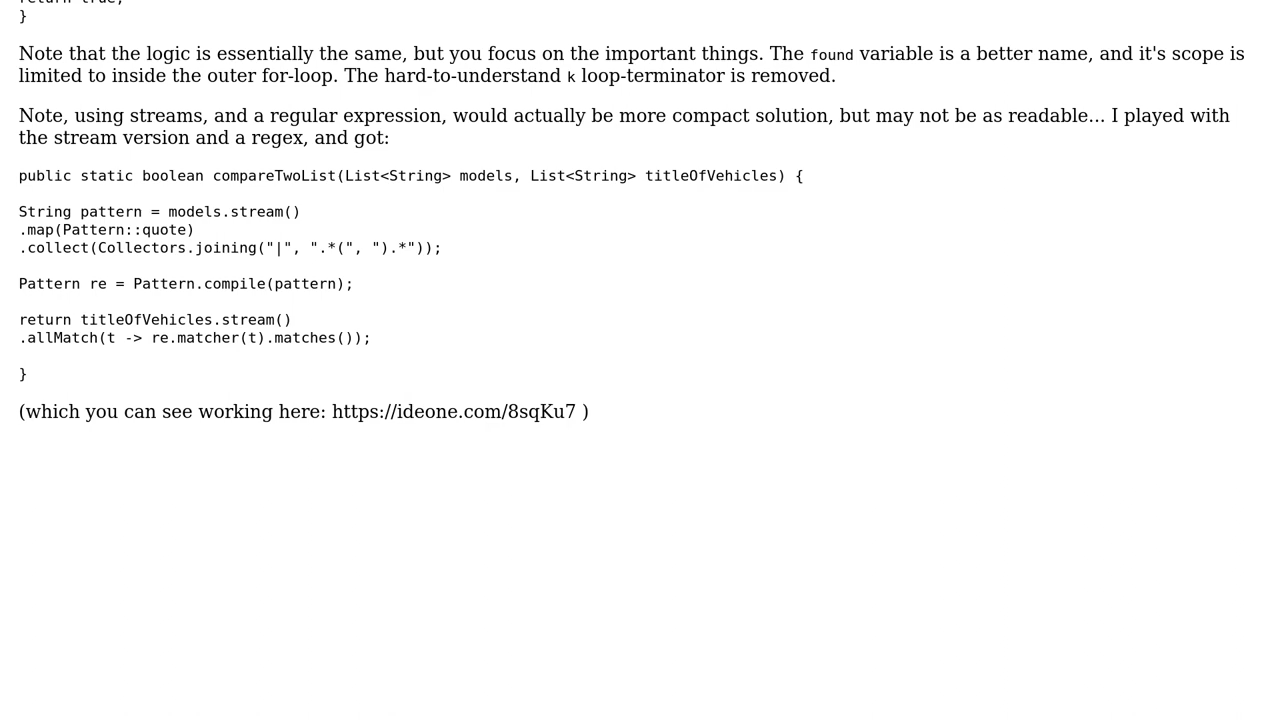 return true;
}
Note that the logic is essentially the same, but you focus on the important things. The found variable is a better name, and it's scope is
limited to inside the outer for-loop. The hard-to-understand k loop-terminator is removed.
Note, using streams, and a regular expression, would actually be more compact solution, but may not be as readable... I played with
the stream version and a regex, and got:
public static boolean compareTwoList(List<String> models, List<String> titleOfVehicles) {
String pattern = models.stream()
.map(Pattern::quote)
.collect(Collectors.joining("|", ".*(", ").*"));
Pattern re = Pattern.compile(pattern);
return titleOfVehicles.stream()
.allMatch(t -> re.matcher(t).matches());
}
(which you can see working here: https://ideone.com/8sqKu7 )